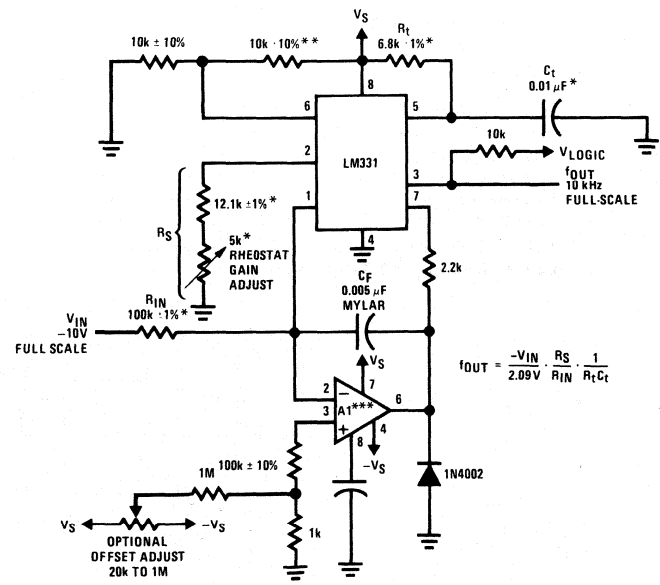 V_S
10k ± 10%
10k · 10%**
R_t
6.8k · 1%*
C_t
0.01 µF*
8
6
5
LM331
2
1
3
7
4
10k
V_LOGIC
f_OUT
10 kHz
FULL-SCALE
12.1k ±1%*
R_S
5k*
RHEOSTAT
GAIN
ADJUST
2.2k
C_F
0.005 µF
MYLAR
V_IN
−10V
FULL SCALE
R_IN
100k ±1%*
V_S
7
2
−
A1***
6
3
+
4
8
−V_S
f_OUT = −V_IN/2.09V · R_S/R_IN · 1/R_tC_t
100k ± 10%
1M
1k
1N4002
V_S
−V_S
OPTIONAL
OFFSET ADJUST
20k TO 1M